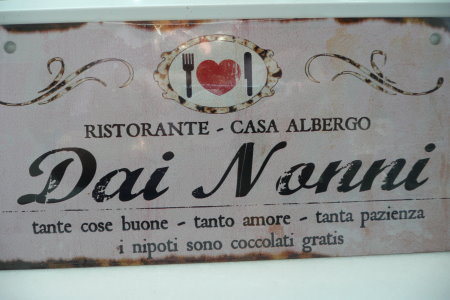 RISTORANTE - CASA ALBERGO
Dai Nonni
tante cose buone - tanto amore - tanta pazienza
i nipoti sono coccolati gratis